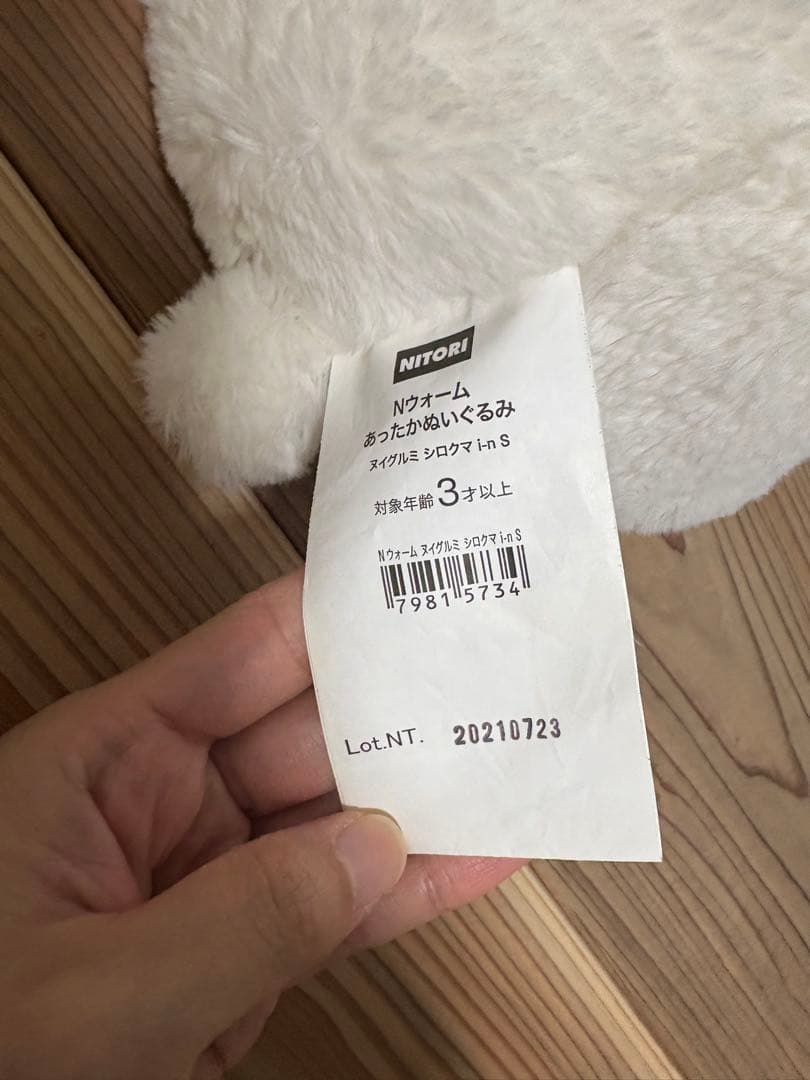 NITORI
Nウォーム
あったかぬいぐるみ
ヌイグルミ シロクマ i-n S
対象年齢3才以上
Nウォーム ヌイグルミ シロクマ i-n S
7981 5734
Lot.NT. 20210723